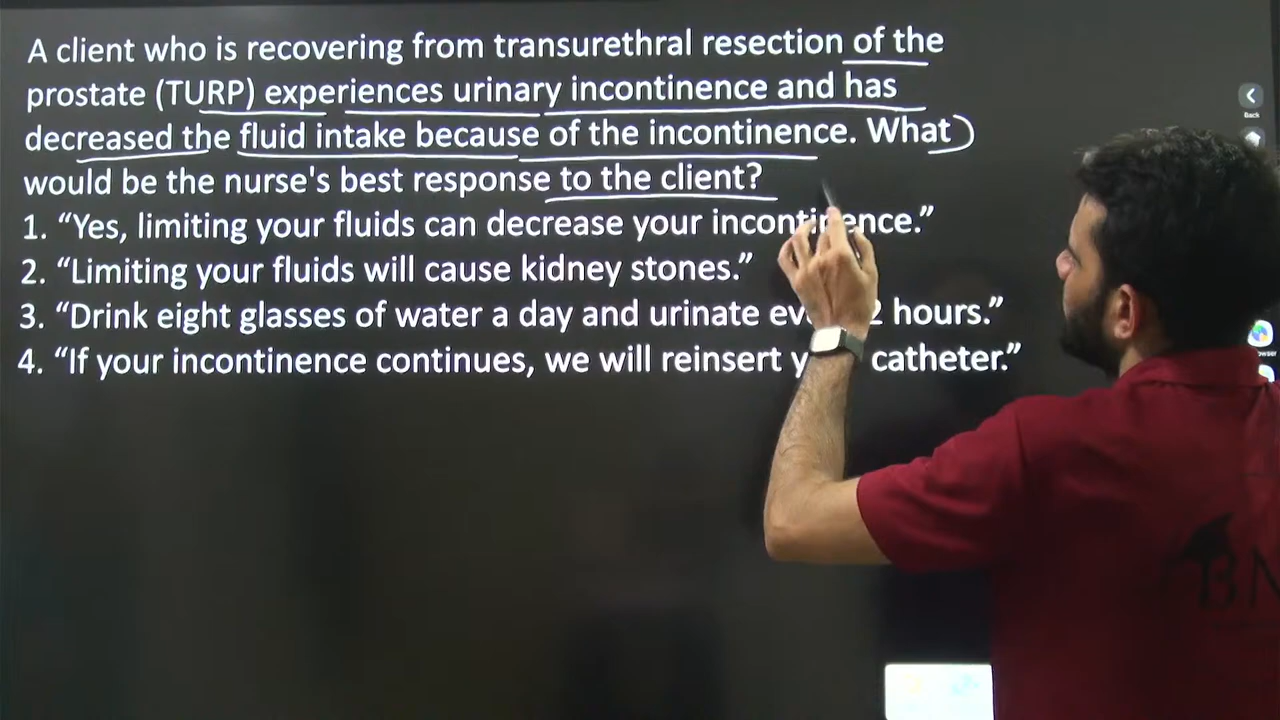 A client who is recovering from transurethral resection of the
prostate (TURP) experiences urinary incontinence and has
decreased the fluid intake because of the incontinence. What
would be the nurse's best response to the client?
1. “Yes, limiting your fluids can decrease your incontinence.”
2. “Limiting your fluids will cause kidney stones.”
3. “Drink eight glasses of water a day and urinate 2 hours.”
4. “If your incontinence continues, we will reinsert catheter.”
Back